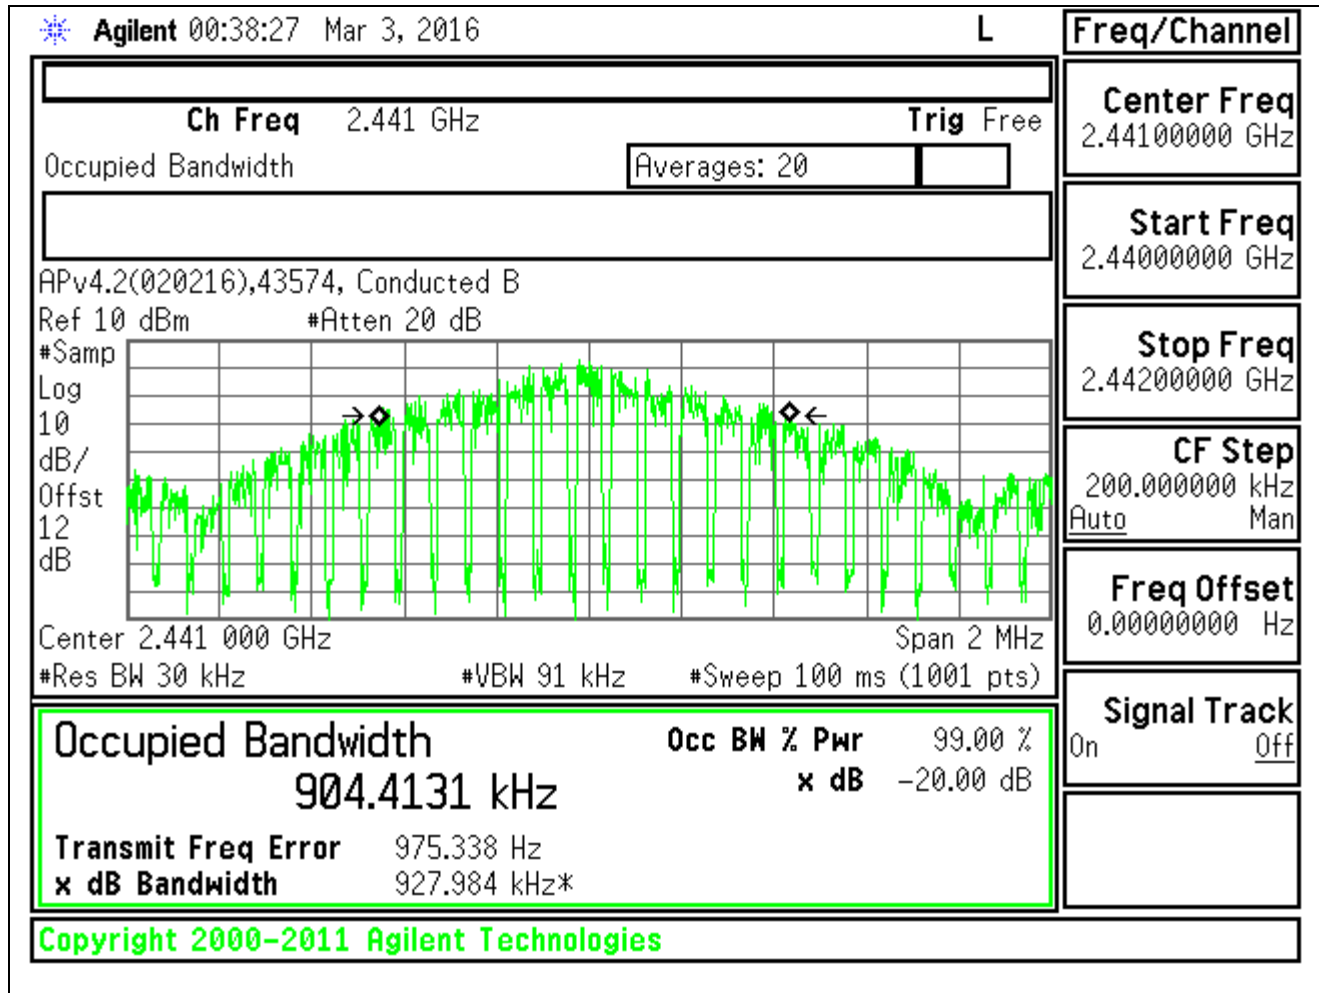 Agilent 00:38:27 Mar 3, 2016 L
Ch Freq 2.441 GHz Trig Free
Occupied Bandwidth Averages: 20
APv4.2(020216),43574, Conducted B
Ref 10 dBm #Atten 20 dB
#Samp
Log
10
dB/
Offst
12
dB
Center 2.441 000 GHz Span 2 MHz
#Res BW 30 kHz #VBW 91 kHz #Sweep 100 ms (1001 pts)
Occupied Bandwidth Occ BW % Pwr 99.00 %
904.4131 kHz x dB -20.00 dB
Transmit Freq Error 975.338 Hz
x dB Bandwidth 927.984 kHz*
Copyright 2000-2011 Agilent Technologies
Freq/Channel
Center Freq
2.44100000 GHz
Start Freq
2.44000000 GHz
Stop Freq
2.44200000 GHz
CF Step
200.000000 kHz
Auto Man
Freq Offset
0.00000000 Hz
Signal Track
On Off